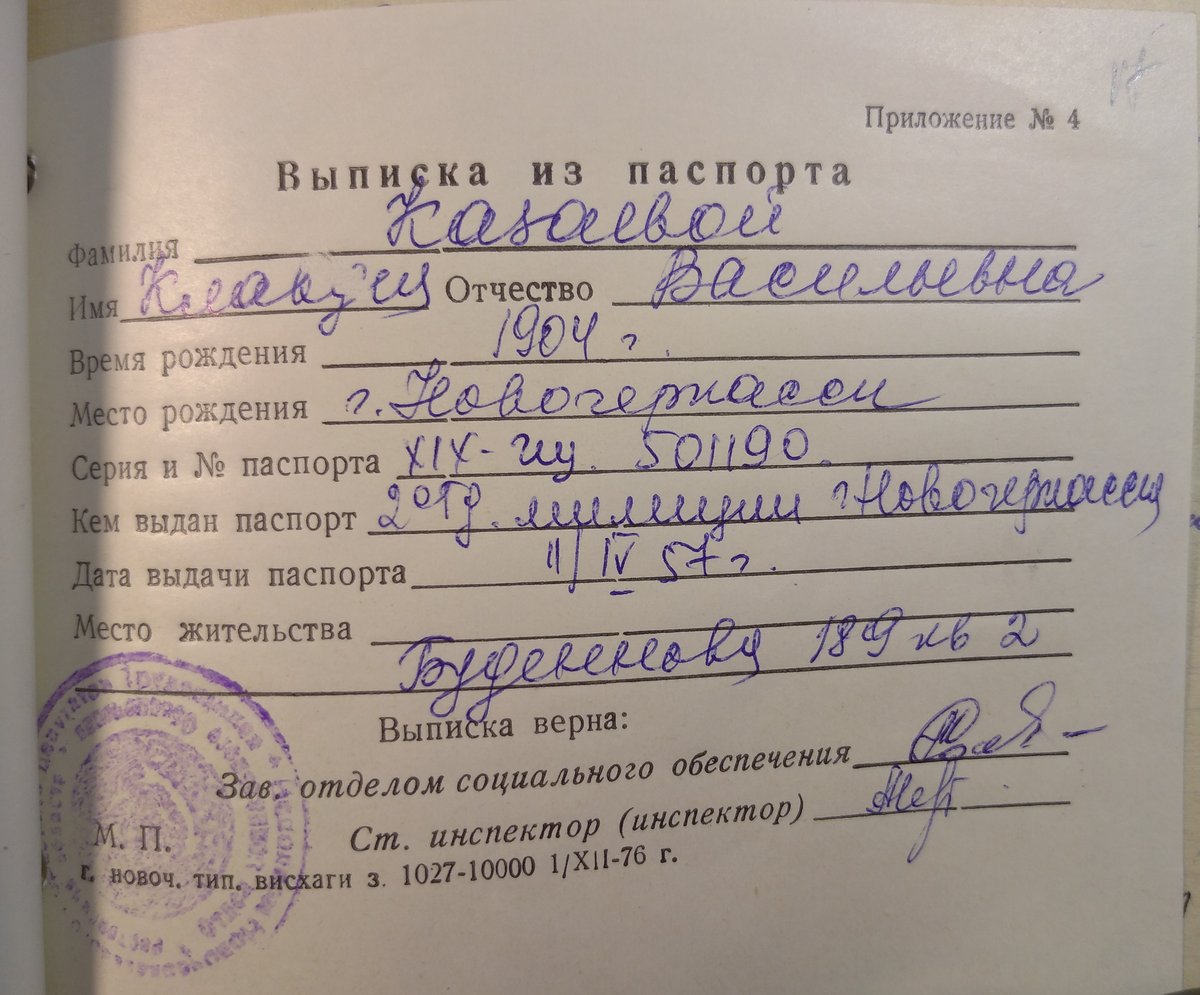 Приложение № 4
Выписка из паспорта
Фамилия Казаевой
Имя Клавдии Отчество Васильевна
Время рождения 1904 г.
Место рождения г. Новочеркасск
Серия и № паспорта XIX-иц. 501190.
Кем выдан паспорт 2 отд. милиции г. Новочеркасска
Дата выдачи паспорта 11/IV 57 г.
Место жительства
Буденнова 189 кв 2
Выписка верна:
Зав. отделом социального обеспечения
Ст. инспектор (инспектор)
М. П.
г. новоч. тип. висхаги з. 1027-10000 1/XII-76 г.